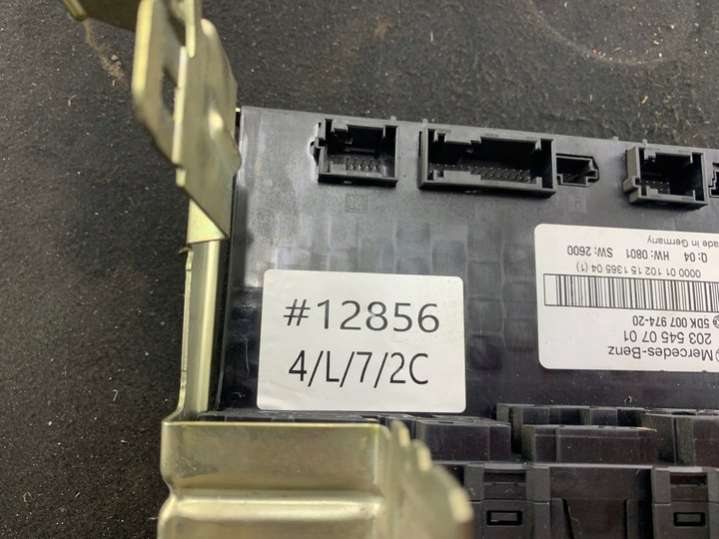 #12856
4/L/7/2C
Mercedes-Benz
203 545 07 01
5DK 007 974-20
0000 01 102 15 1365 04 (1)
Q: 04 HW: 0801 SW: 2600
ade in Germany